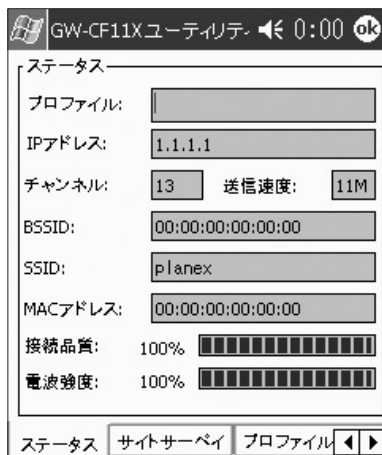 GW-CF11Xユーティリティ 0:00 ok
ステータス
プロファイル:
IPアドレス: 1.1.1.1
チャンネル: 13 送信速度: 11M
BSSID: 00:00:00:00:00:00
SSID: planex
MACアドレス: 00:00:00:00:00:00
接続品質: 100%
電波強度: 100%
ステータス サイトサーベイ プロファイル